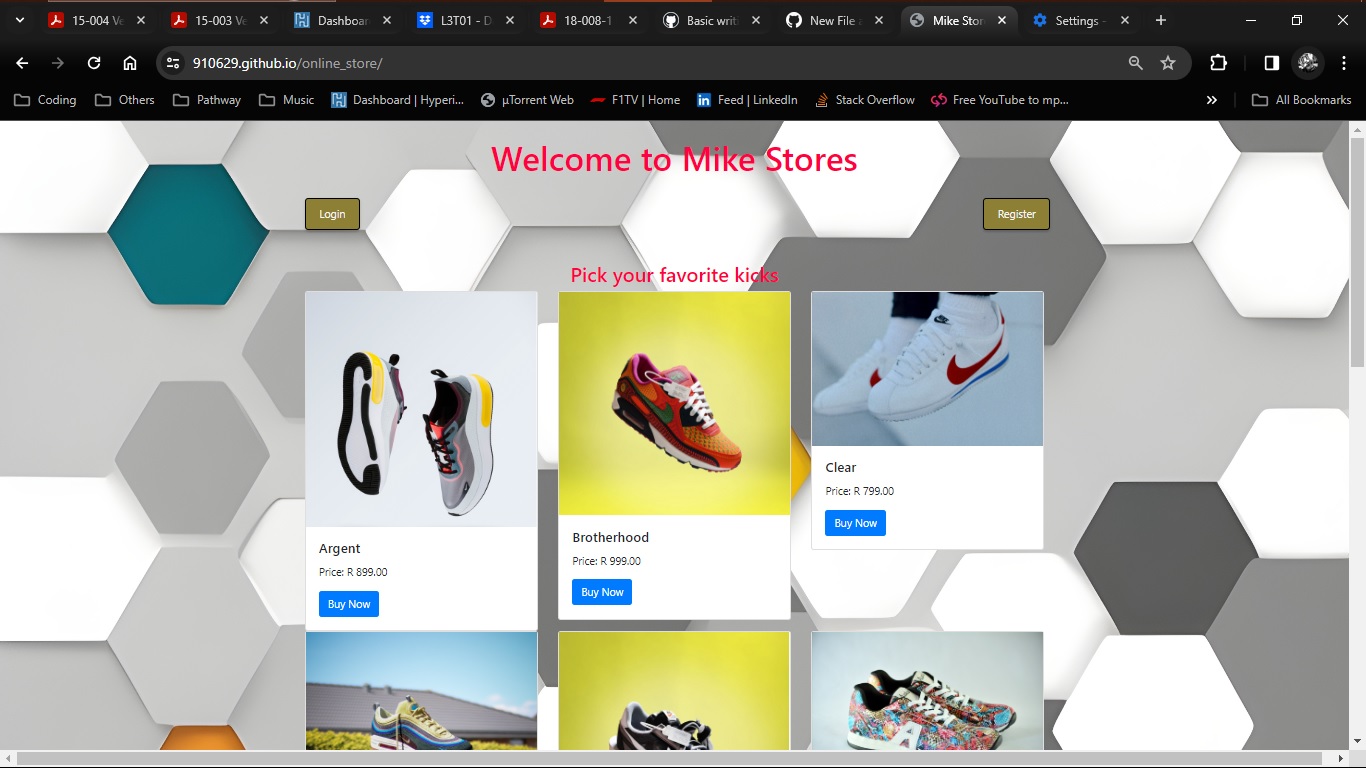 15-004 Ve
15-003 Ve
Dashboar
L3T01 - D
18-008-1
Basic writ
New File
Mike Stor
Settings -
910629.github.io/online_store/
Coding
Others
Pathway
Music
Dashboard | Hyperi...
µTorrent Web
F1TV | Home
Feed | LinkedIn
Stack Overflow
Free YouTube to mp...
All Bookmarks
Welcome to Mike Stores
Login
Register
Pick your favorite kicks
Argent
Price: R 899.00
Buy Now
Brotherhood
Price: R 999.00
Buy Now
Clear
Price: R 799.00
Buy Now